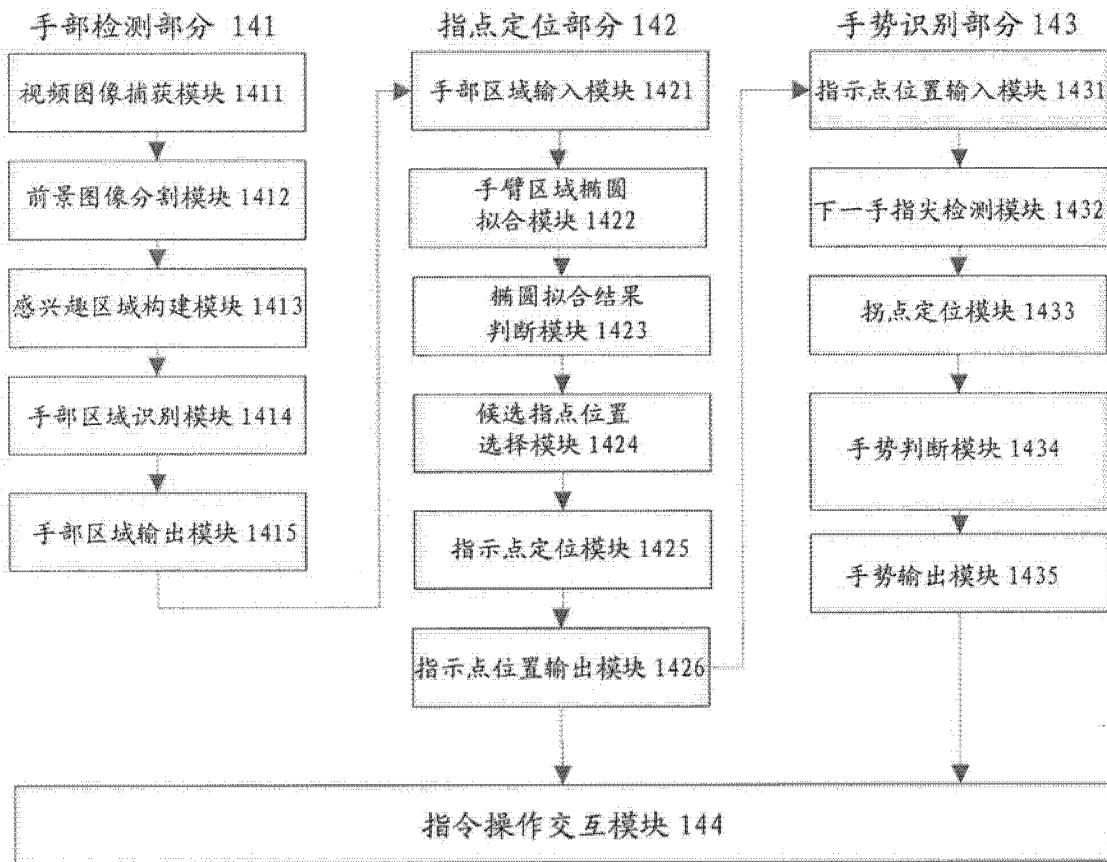 手部检测部分 141
视频图像捕获模块 1411
前景图像分割模块 1412
感兴趣区域构建模块 1413
手部区域识别模块 1414
手部区域输出模块 1415
指点定位部分 142
手部区域输入模块 1421
手臂区域椭圆
拟合模块 1422
椭圆拟合结果
判断模块 1423
候选指点位置
选择模块 1424
指示点定位模块 1425
指示点位置输出模块 1426
手势识别部分 143
指示点位置输入模块 1431
下一手指尖检测模块 1432
拐点定位模块 1433
手势判断模块 1434
手势输出模块 1435
指令操作交互模块 144